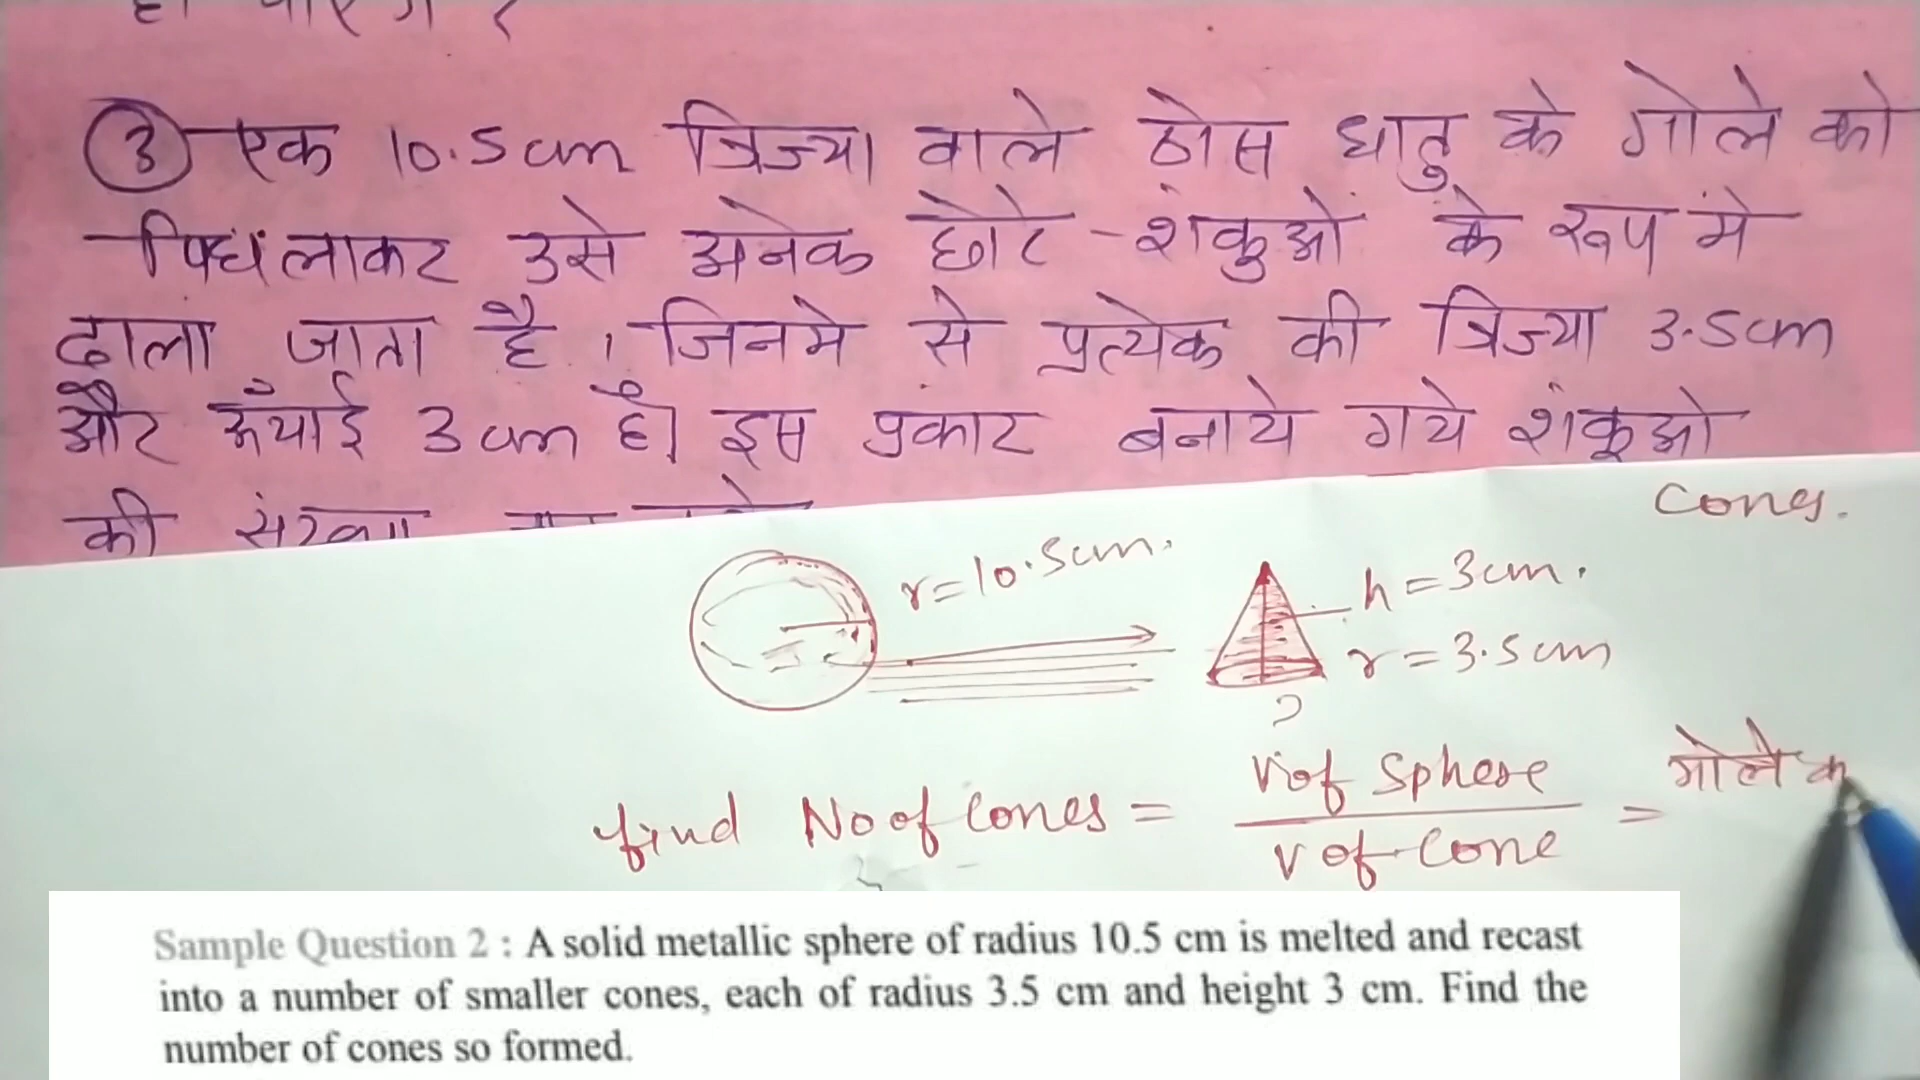 ③ एक 10.5 cm त्रिज्या वाले ठोस धातु के गोले को
पिघंलाकर उसे अनेक छोटे - शंकुओं के रूप में
ढाला जाता है, जिनमे से प्रत्येक की त्रिज्या 3.5cm
और ऊँचाई 3 cm है। इस प्रकार बनाये गये शंकूओ
की संख्या
Cones.
r=10.5cm.
h = 3cm.
r = 3.5cm
?
find No of Cones = V of Sphere / V of Cone = गोले क
Sample Question 2 : A solid metallic sphere of radius 10.5 cm is melted and recast
into a number of smaller cones, each of radius 3.5 cm and height 3 cm. Find the
number of cones so formed.